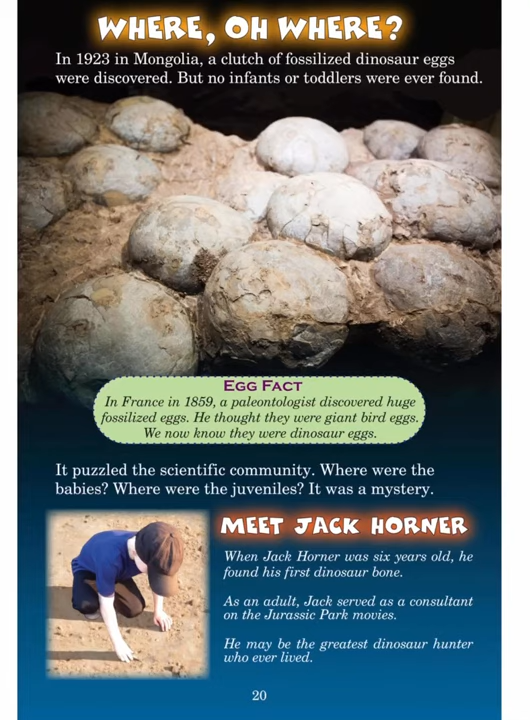 WHERE, OH WHERE?
In 1923 in Mongolia, a clutch of fossilized dinosaur eggs
were discovered. But no infants or toddlers were ever found.
EGG FACT
In France in 1859, a paleontologist discovered huge
fossilized eggs. He thought they were giant bird eggs.
We now know they were dinosaur eggs.
It puzzled the scientific community. Where were the
babies? Where were the juveniles? It was a mystery.
MEET JACK HORNER
When Jack Horner was six years old, he
found his first dinosaur bone.
As an adult, Jack served as a consultant
on the Jurassic Park movies.
He may be the greatest dinosaur hunter
who ever lived.
20